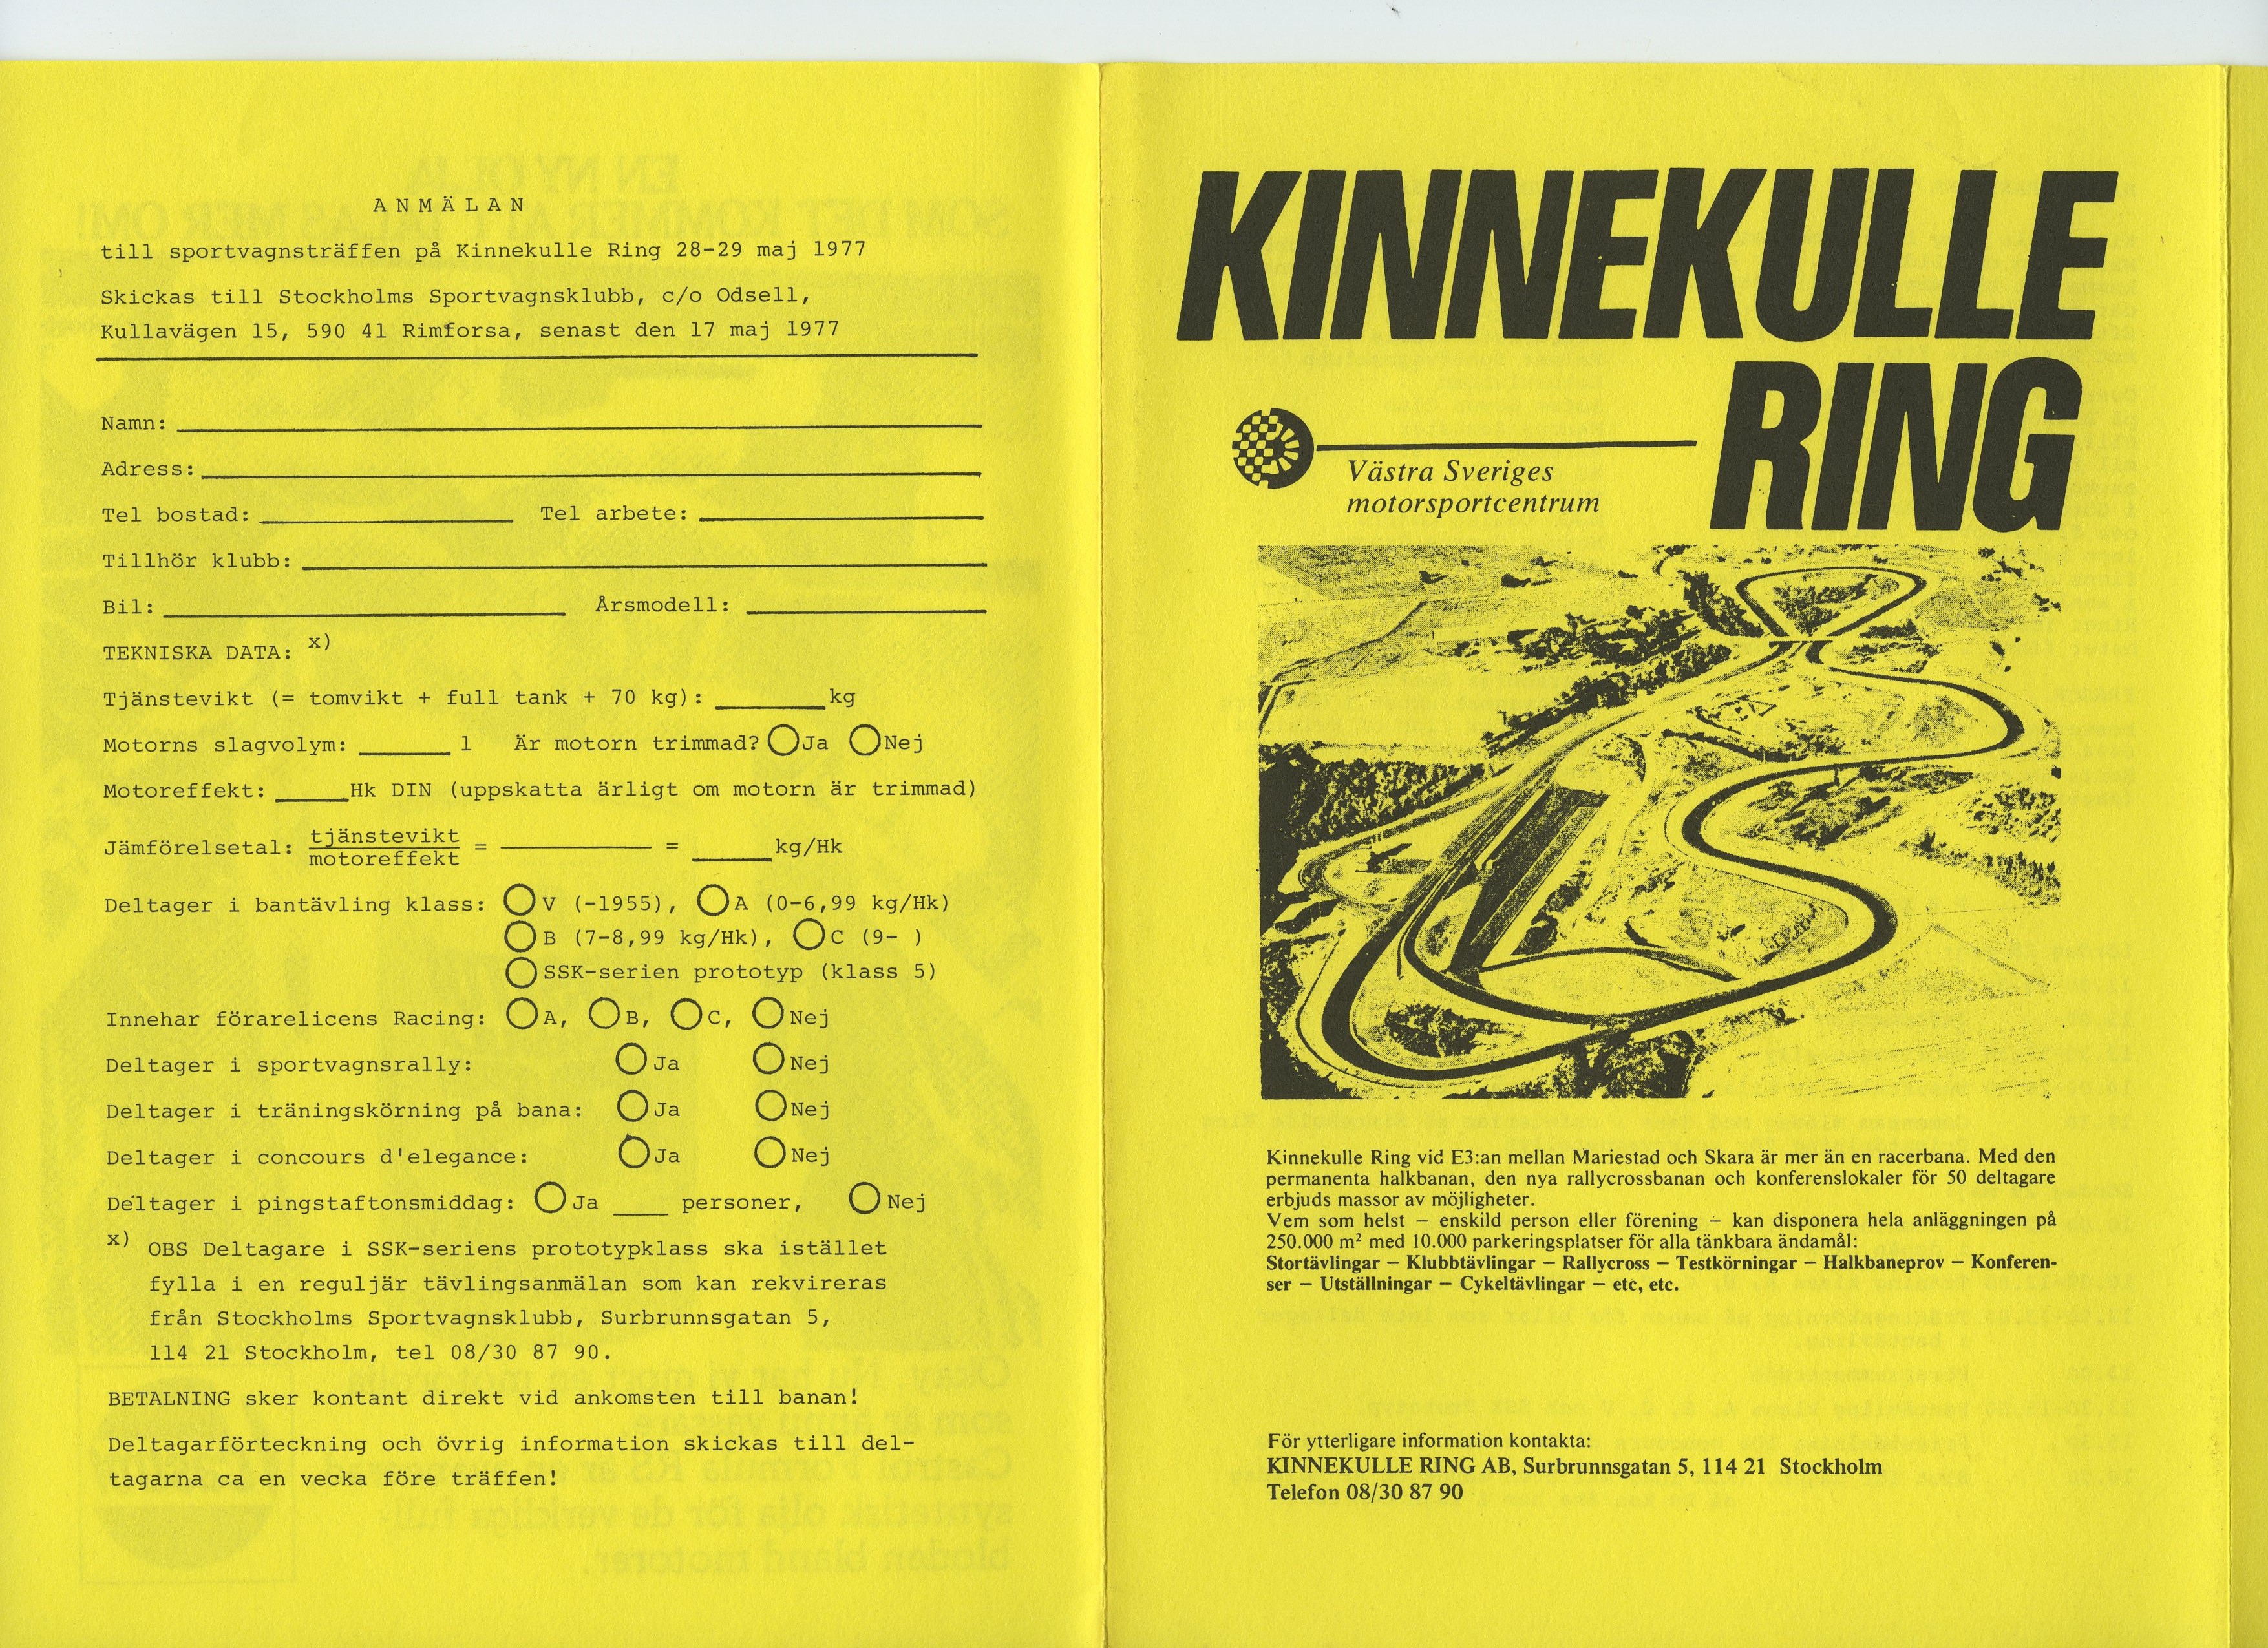 ANMÄLAN
till sportvagnsträffen på Kinnekulle Ring 28-29 maj 1977
Skickas till Stockholms Sportvagnsklubb, c/o Odsell,
Kullavägen 15, 590 41 Rimforsa, senast den 17 maj 1977
Namn:
Adress:
Tel bostad: Tel arbete:
Tillhör klubb:
Bil: Årsmodell:
TEKNISKA DATA: x)
Tjänstevikt (= tomvikt + full tank + 70 kg): kg
Motorns slagvolym: l Är motorn trimmad? Ja Nej
Motoreffekt: Hk DIN (uppskatta ärligt om motorn är trimmad)
Jämförelsetal: tjänstevikt = = kg/Hk
motoreffekt
Deltager i bantävling klass: V (-1955), A (0-6,99 kg/Hk)
B (7-8,99 kg/Hk), C (9- )
SSK-serien prototyp (klass 5)
Innehar förarelicens Racing: A, B, C, Nej
Deltager i sportvagnsrally: Ja Nej
Deltager i träningskörning på bana: Ja Nej
Deltager i concours d'elegance: Ja Nej
Deltager i pingstaftonsmiddag: Ja ____ personer, Nej
x) OBS Deltagare i SSK-seriens prototypklass ska istället
fylla i en reguljär tävlingsanmälan som kan rekvireras
från Stockholms Sportvagnsklubb, Surbrunnsgatan 5,
114 21 Stockholm, tel 08/30 87 90.
BETALNING sker kontant direkt vid ankomsten till banan!
Deltagarförteckning och övrig information skickas till del-
tagarna ca en vecka före träffen!
KINNEKULLE
RING
Västra Sveriges
motorsportcentrum
Kinnekulle Ring vid E3:an mellan Mariestad och Skara är mer än en racerbana. Med den
permanenta halkbanan, den nya rallycrossbanan och konferenslokaler för 50 deltagare
erbjuds massor av möjligheter.
Vem som helst – enskild person eller förening – kan disponera hela anläggningen på
250.000 m² med 10.000 parkeringsplatser för alla tänkbara ändamål:
Stortävlingar – Klubbtävlingar – Rallycross – Testkörningar – Halkbaneprov – Konferen-
ser – Utställningar – Cykeltävlingar – etc, etc.
För ytterligare information kontakta:
KINNEKULLE RING AB, Surbrunnsgatan 5, 114 21 Stockholm
Telefon 08/30 87 90